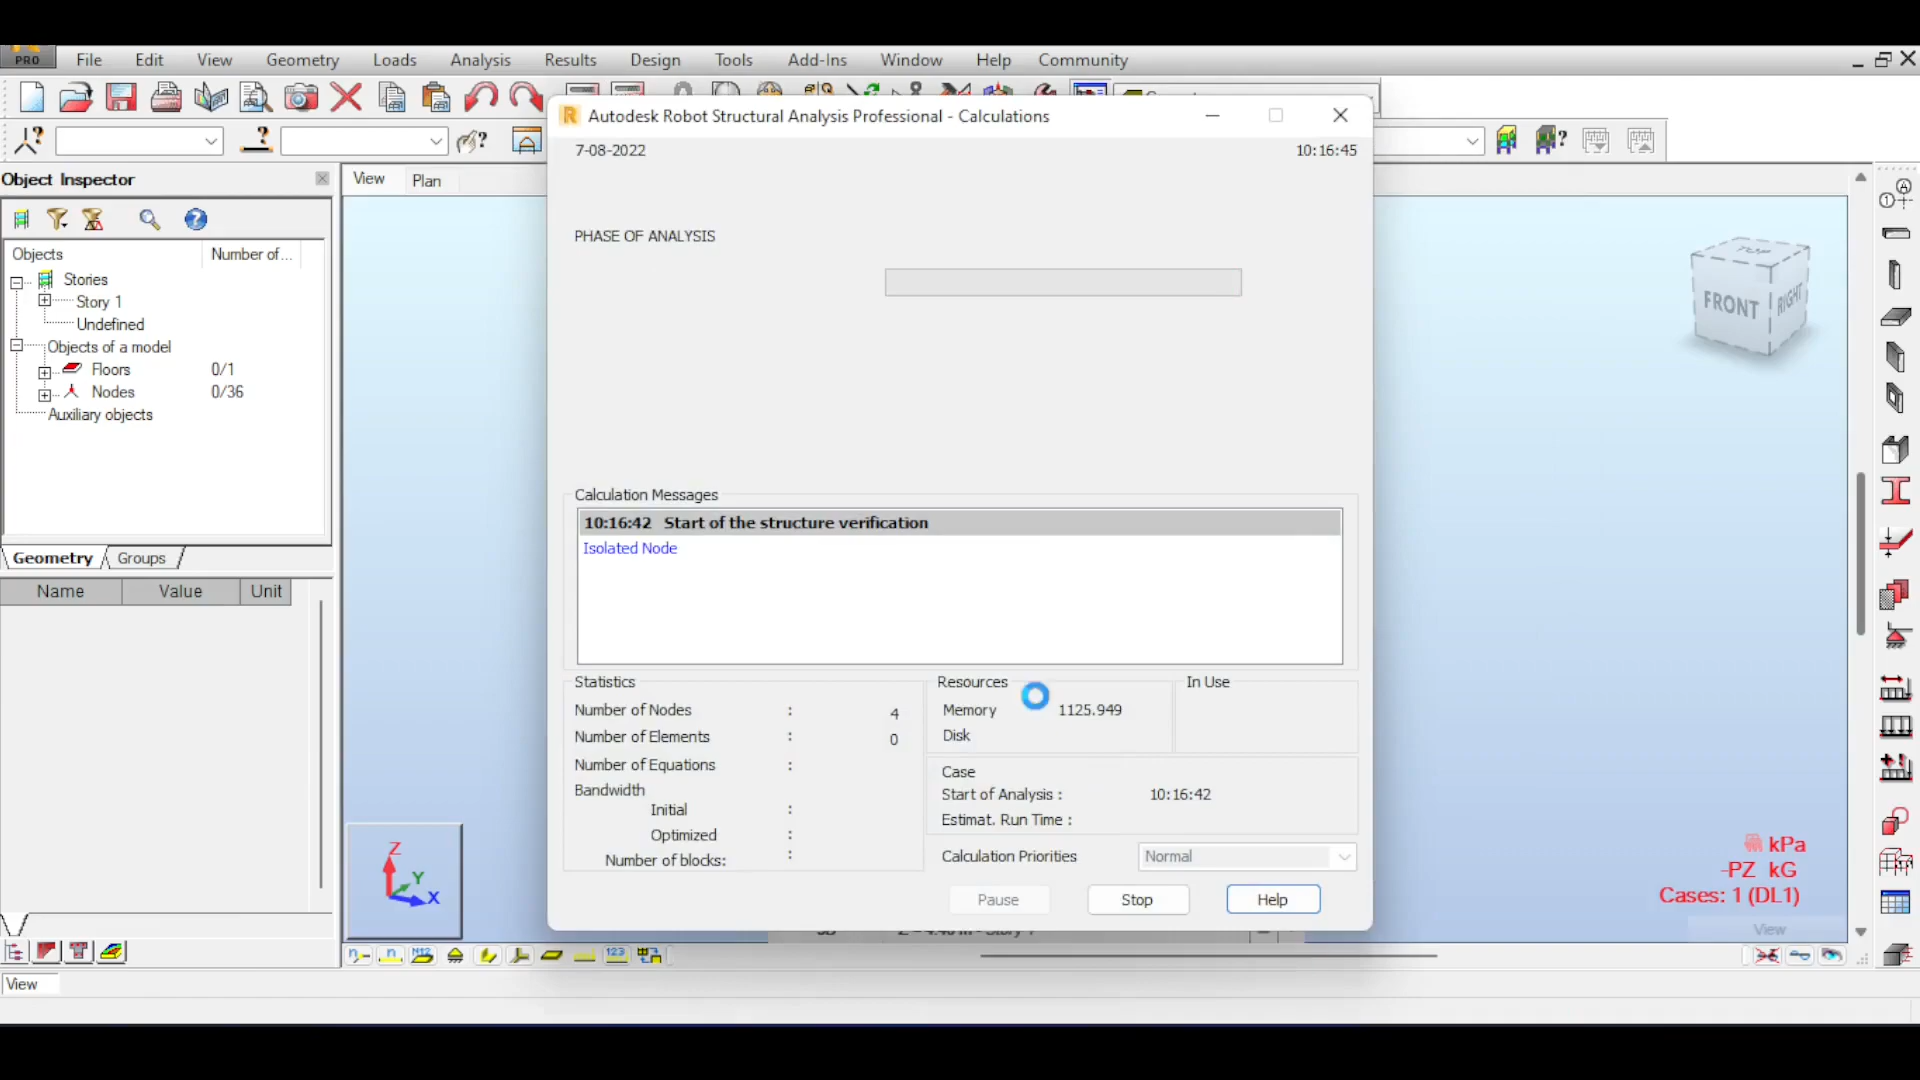 PRO File Edit View Geometry Loads Analysis Results Design Tools Add-Ins Window Help Community
Autodesk Robot Structural Analysis Professional - Calculations
7-08-2022 10:16:45
Object Inspector
View Plan
PHASE OF ANALYSIS
Objects Number of...
Stories
Story 1
Undefined
Objects of a model
Floors 0/1
Nodes 0/36
Auxiliary objects
TOP
FRONT RIGHT
Calculation Messages
10:16:42 Start of the structure verification
Isolated Node
Geometry Groups
Name Value Unit
Statistics
Number of Nodes : 4
Number of Elements : 0
Number of Equations :
Bandwidth
Initial :
Optimized :
Number of blocks: :
Resources In Use
Memory 1125.949
Disk
Case
Start of Analysis : 10:16:42
Estimat. Run Time :
Calculation Priorities Normal
Pause Stop Help
Z
Y
X
kPa
-PZ kG
Cases: 1 (DL1)
View
View